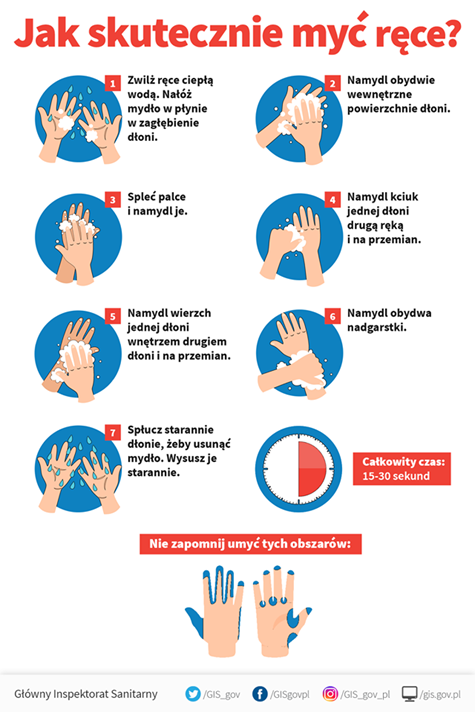 Jak skutecznie myć ręce?
1
Zwilż ręce ciepłą
wodą. Nałóż
mydło w płynie
w zagłębienie
dłoni.
2
Namydl obydwie
wewnętrzne
powierzchnie dłoni.
3
Spleć palce
i namydl je.
4
Namydl kciuk
jednej dłoni
drugą ręką
i na przemian.
5
Namydl wierzch
jednej dłoni
wnętrzem drugiem
dłoni i na przemian.
6
Namydl obydwa
nadgarstki.
7
Spłucz starannie
dłonie, żeby usunąć
mydło. Wysusz je
starannie.
Całkowity czas:
15-30 sekund
Nie zapomnij umyć tych obszarów:
Główny Inspektorat Sanitarny /GIS_gov /GISgovpl /GIS_gov_pl /gis.gov.pl